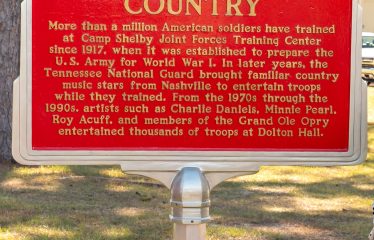 COUNTRY
More than a million American soldiers have trained
at Camp Shelby Joint Forces Training Center
since 1917, when it was established to prepare the
U.S. Army for World War I. In later years, the
Tennessee National Guard brought familiar country
music stars from Nashville to entertain troops
while they trained. From the 1970s through the
1990s, artists such as Charlie Daniels, Minnie Pearl,
Roy Acuff, and members of the Grand Ole Opry
entertained thousands of troops at Dolton Hall.